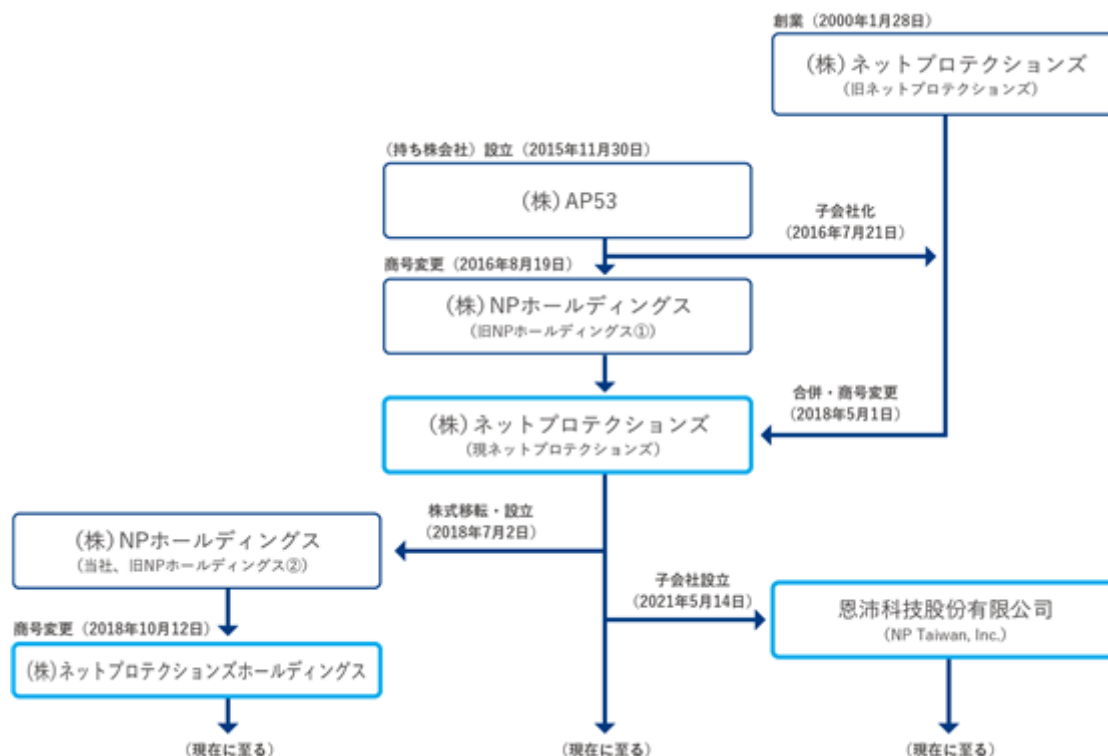 創業（2000年1月28日）
（株）ネットプロテクションズ
（旧ネットプロテクションズ）
（持ち株会社）設立（2015年11月30日）
（株）AP53
子会社化
（2016年7月21日）
商号変更（2016年8月19日）
（株）NPホールディングス
（旧NPホールディングス①）
合併・商号変更
（2018年5月1日）
（株）ネットプロテクションズ
（現ネットプロテクションズ）
株式移転・設立
（2018年7月2日）
（株）NPホールディングス
（当社、旧NPホールディングス②）
子会社設立
（2021年5月14日）
恩沛科技股份有限公司
（NP Taiwan, Inc.）
商号変更（2018年10月12日）
（株）ネットプロテクションズホールディングス
（現在に至る）
（現在に至る）
（現在に至る）